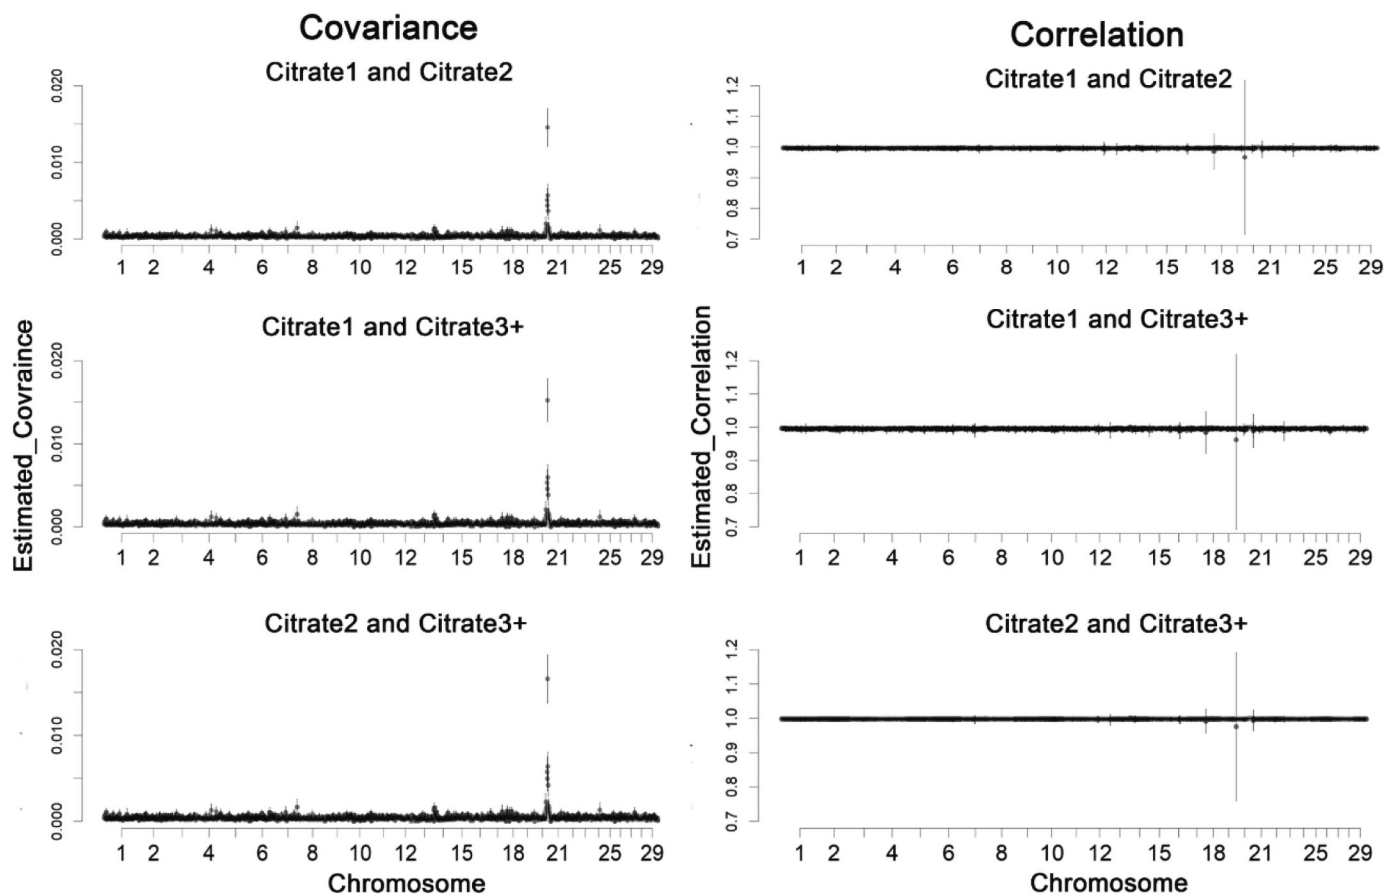 Covariance
Citrate1 and Citrate2
0.020
0.010
0.000
1 2 4 6 8 10 12 15 18 21 25 29
Citrate1 and Citrate3+
0.020
0.010
0.000
1 2 4 6 8 10 12 15 18 21 25 29
Citrate2 and Citrate3+
0.020
0.010
0.000
1 2 4 6 8 10 12 15 18 21 25 29
Estimated_Covraince
Chromosome
Correlation
Citrate1 and Citrate2
1.2
1.1
1.0
0.9
0.8
0.7
1 2 4 6 8 10 12 15 18 21 25 29
Citrate1 and Citrate3+
1.2
1.1
1.0
0.9
0.8
0.7
1 2 4 6 8 10 12 15 18 21 25 29
Citrate2 and Citrate3+
1.2
1.1
1.0
0.9
0.8
0.7
1 2 4 6 8 10 12 15 18 21 25 29
Estimated_Correlation
Chromosome